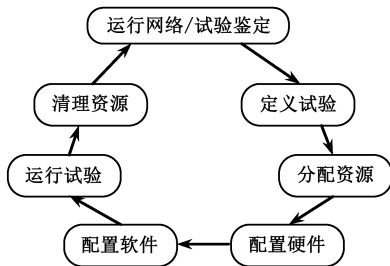 运行网络/试验鉴定
清理资源
定义试验
运行试验
分配资源
配置软件
配置硬件